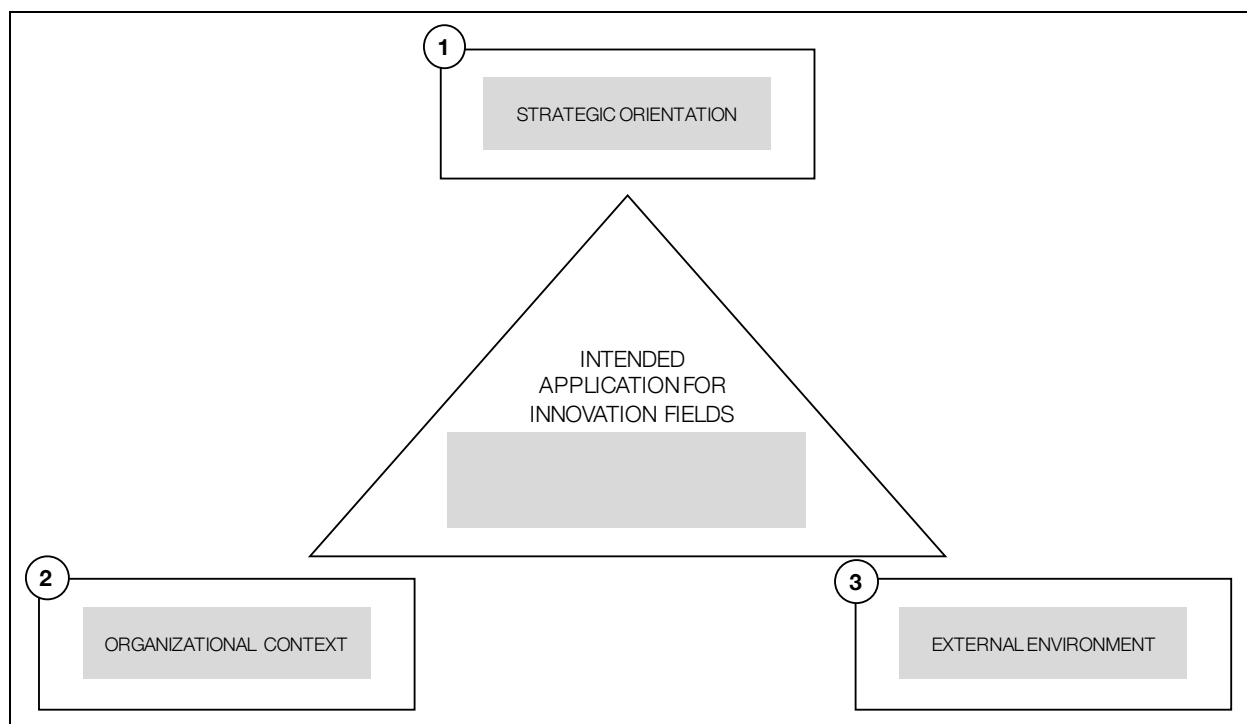 1
STRATEGIC ORIENTATION
INTENDED
APPLICATION FOR
INNOVATION FIELDS
2
ORGANIZATIONAL CONTEXT
3
EXTERNAL ENVIRONMENT